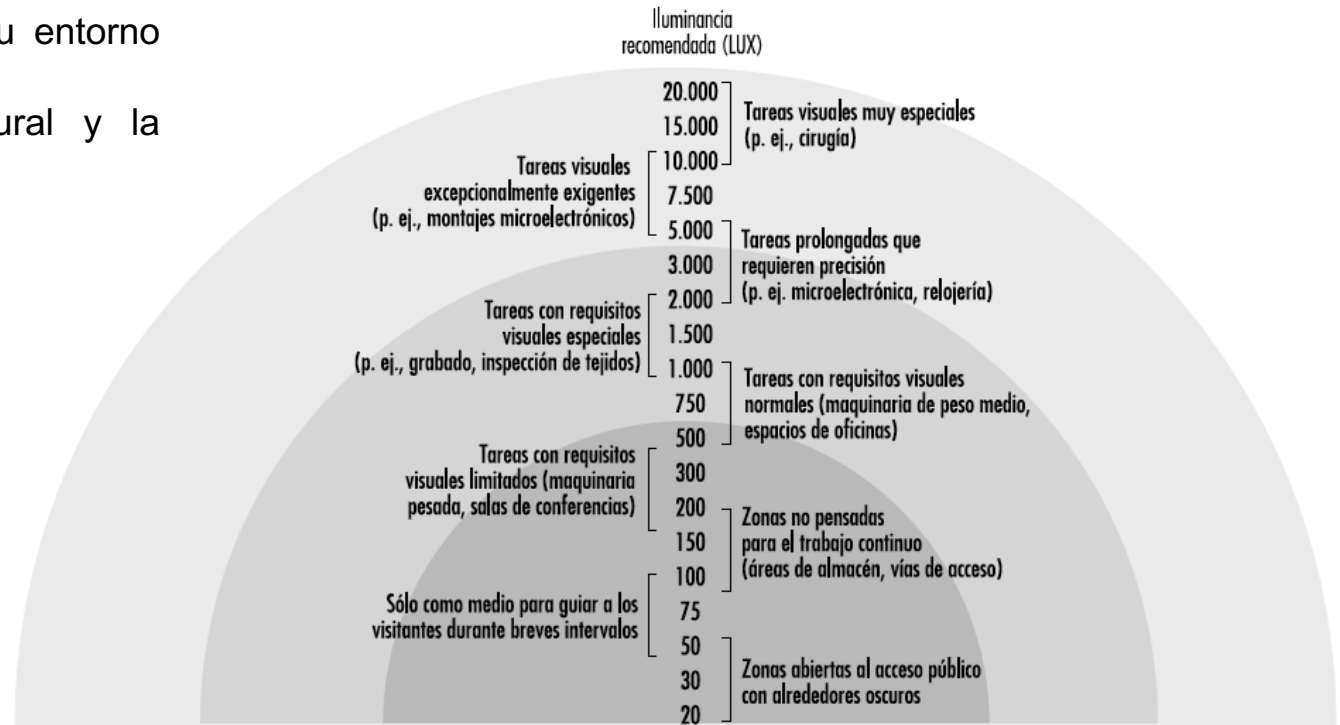 u entorno
ural y la
Iluminancia
recomendada (LUX)
20.000
15.000
10.000
7.500
5.000
3.000
2.000
1.500
1.000
750
500
300
200
150
100
75
50
30
20
Tareas visuales muy especiales
(p. ej., cirugía)
Tareas visuales
excepcionalmente exigentes
(p. ej., montajes microelectrónicos)
Tareas prolongadas que
requieren precisión
(p. ej. microelectrónica, relojería)
Tareas con requisitos
visuales especiales
(p. ej., grabado, inspección de tejidos)
Tareas con requisitos visuales
normales (maquinaria de peso medio,
espacios de oficinas)
Tareas con requisitos
visuales limitados (maquinaria
pesada, salas de conferencias)
Zonas no pensadas
para el trabajo continuo
(áreas de almacén, vías de acceso)
Sólo como medio para guiar a los
visitantes durante breves intervalos
Zonas abiertas al acceso público
con alrededores oscuros